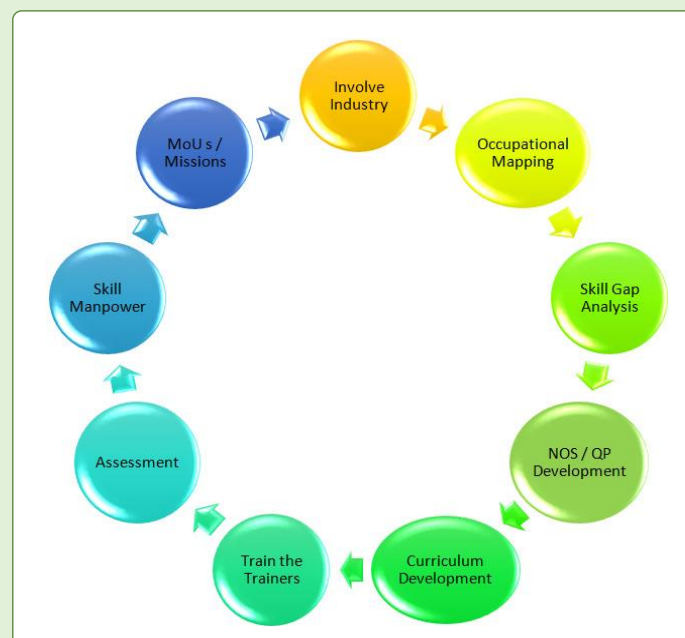 Involve
Industry
Occupational
Mapping
Skill Gap
Analysis
NOS / QP
Development
Curriculum
Development
Train the
Trainers
Assessment
Skill
Manpower
MoU s /
Missions